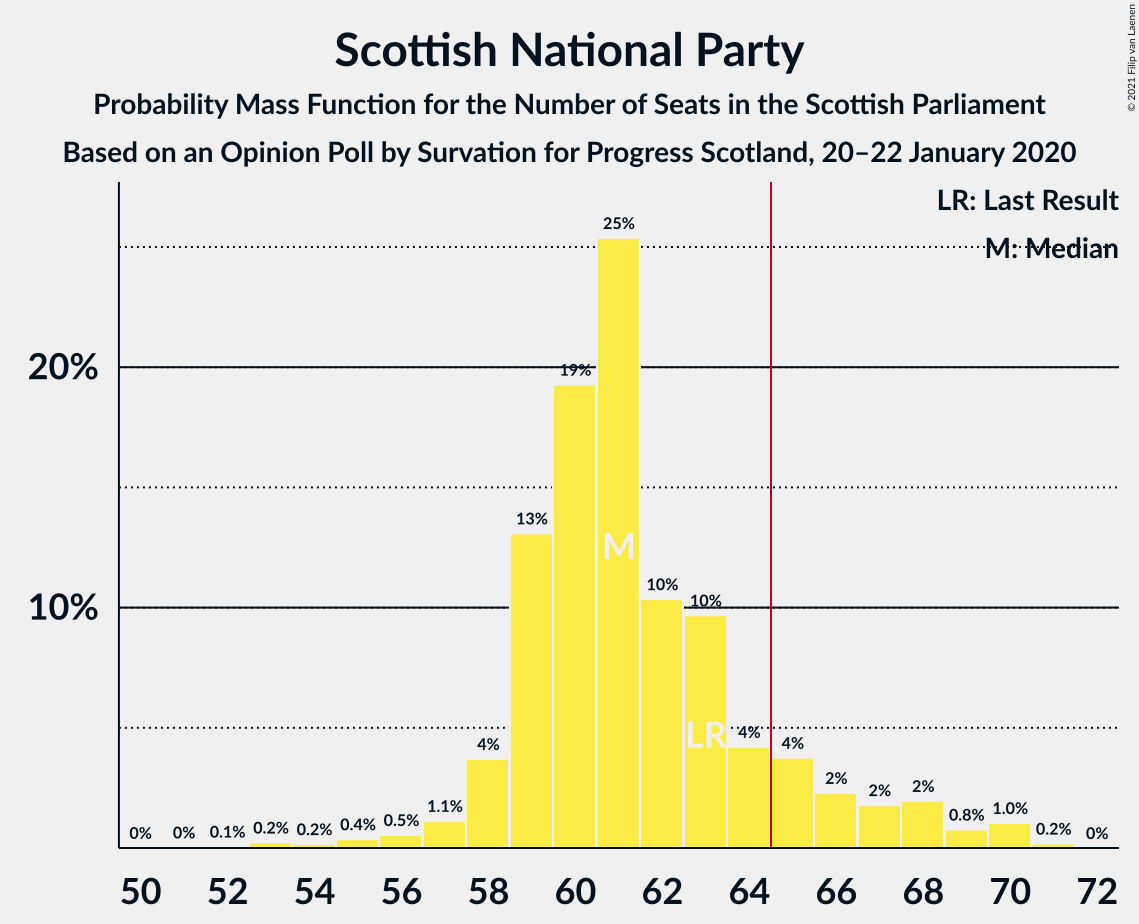 Scottish National Party
Probability Mass Function for the Number of Seats in the Scottish Parliament
Based on an Opinion Poll by Survation for Progress Scotland, 20–22 January 2020
© 2021 Filip van Laenen
LR: Last Result
M: Median
20%
10%
0% 0% 0.1% 0.2% 0.2% 0.4% 0.5% 1.1% 4% 13% 19% 25% 10% 10% 4% 4% 2% 2% 2% 0.8% 1.0% 0.2% 0%
M
LR
50 52 54 56 58 60 62 64 66 68 70 72